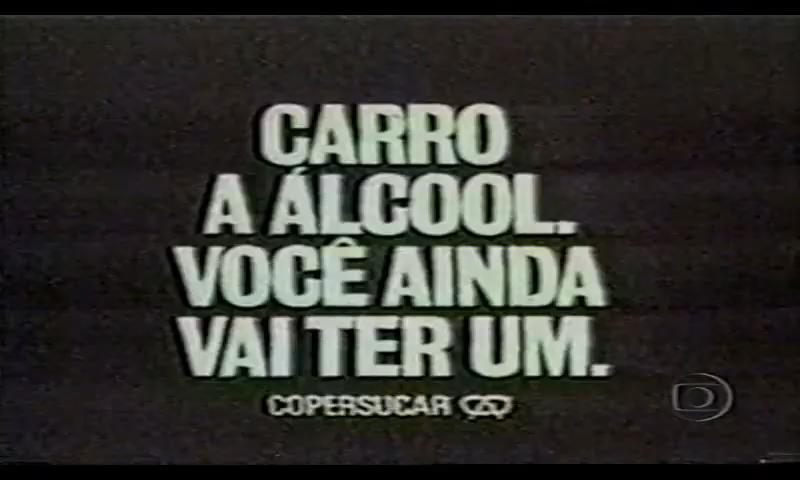 CARRO
A ÁLCOOL.
VOCÊ AINDA
VAI TER UM.
COPERSUCAR